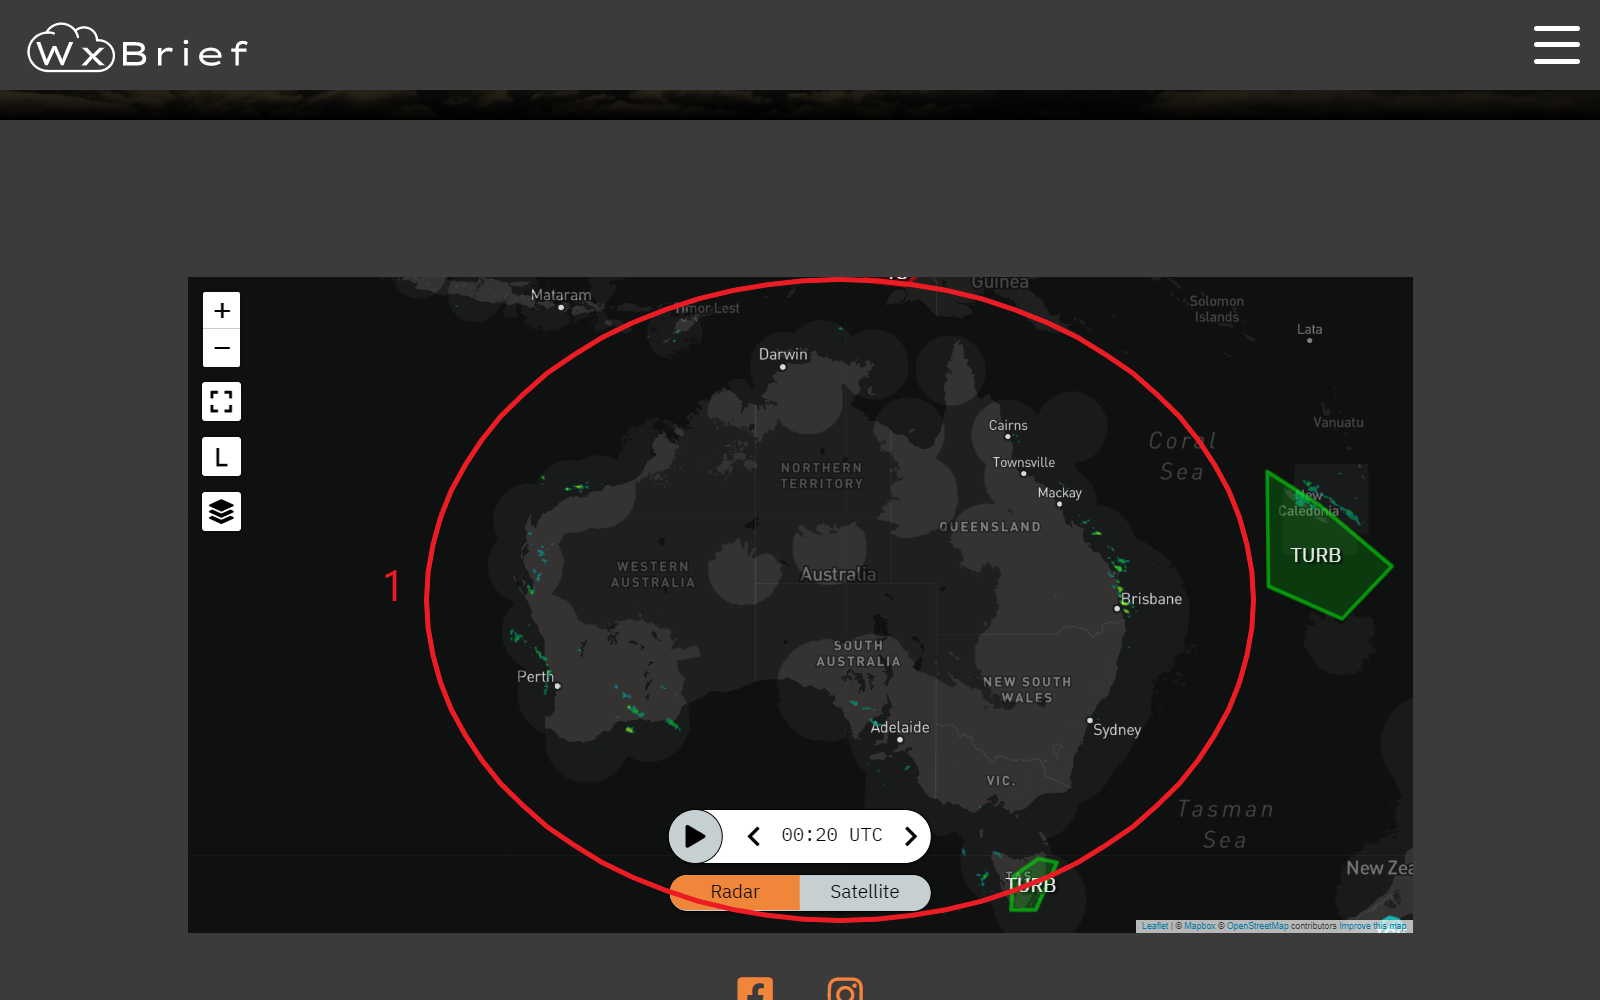 WxBrief
Guinea
Mataram
Timor Lest
Solomon
Islands
Lata
+
−
Darwin
L
Cairns
Vanuatu
Coral
Sea
NORTHERN
TERRITORY
Townsville
Mackay
New
Caledonia
QUEENSLAND
TURB
WESTERN
AUSTRALIA
Australia
1
Brisbane
SOUTH
AUSTRALIA
Perth
NEW SOUTH
WALES
Adelaide
Sydney
VIC.
Tasman
Sea
00:20 UTC
New Zea
TAS
TURB
Radar
Satellite
Leaflet | © Mapbox © OpenStreetMap contributors Improve this map